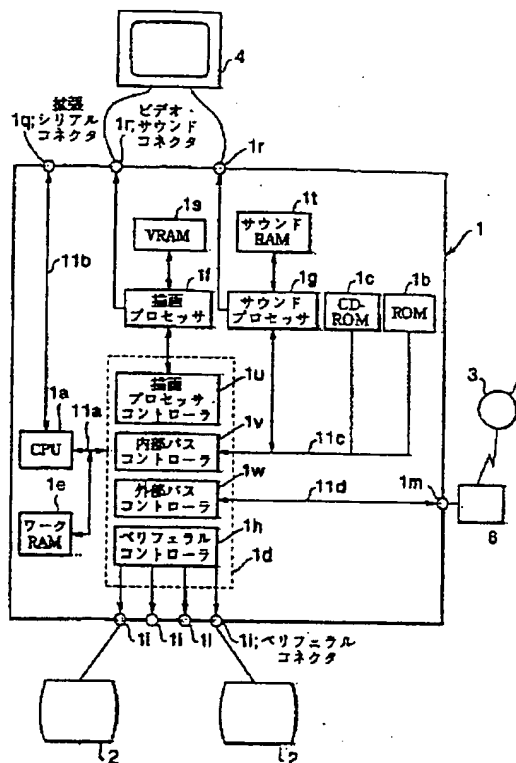 4
拡張
1q;シリアル
コネクタ
ビデオ・
1r;サウンド
コネクタ
1r
1s
VRAM
1t
サウンド
RAM
1
11b
1f
描画
プロセッサ
1g
サウンド
プロセッサ
1c
CD-
ROM
1b
ROM
3
1a
CPU
11a
描画
プロセッサ
コントローラ
1u
内部バス
コントローラ
1v
11c
外部バス
コントローラ
1w
11d
1m
6
1e
ワーク
RAM
ペリフェラル
コントローラ
1h
1d
1i
1i
1i
1i;ペリフェラル
コネクタ
2
2